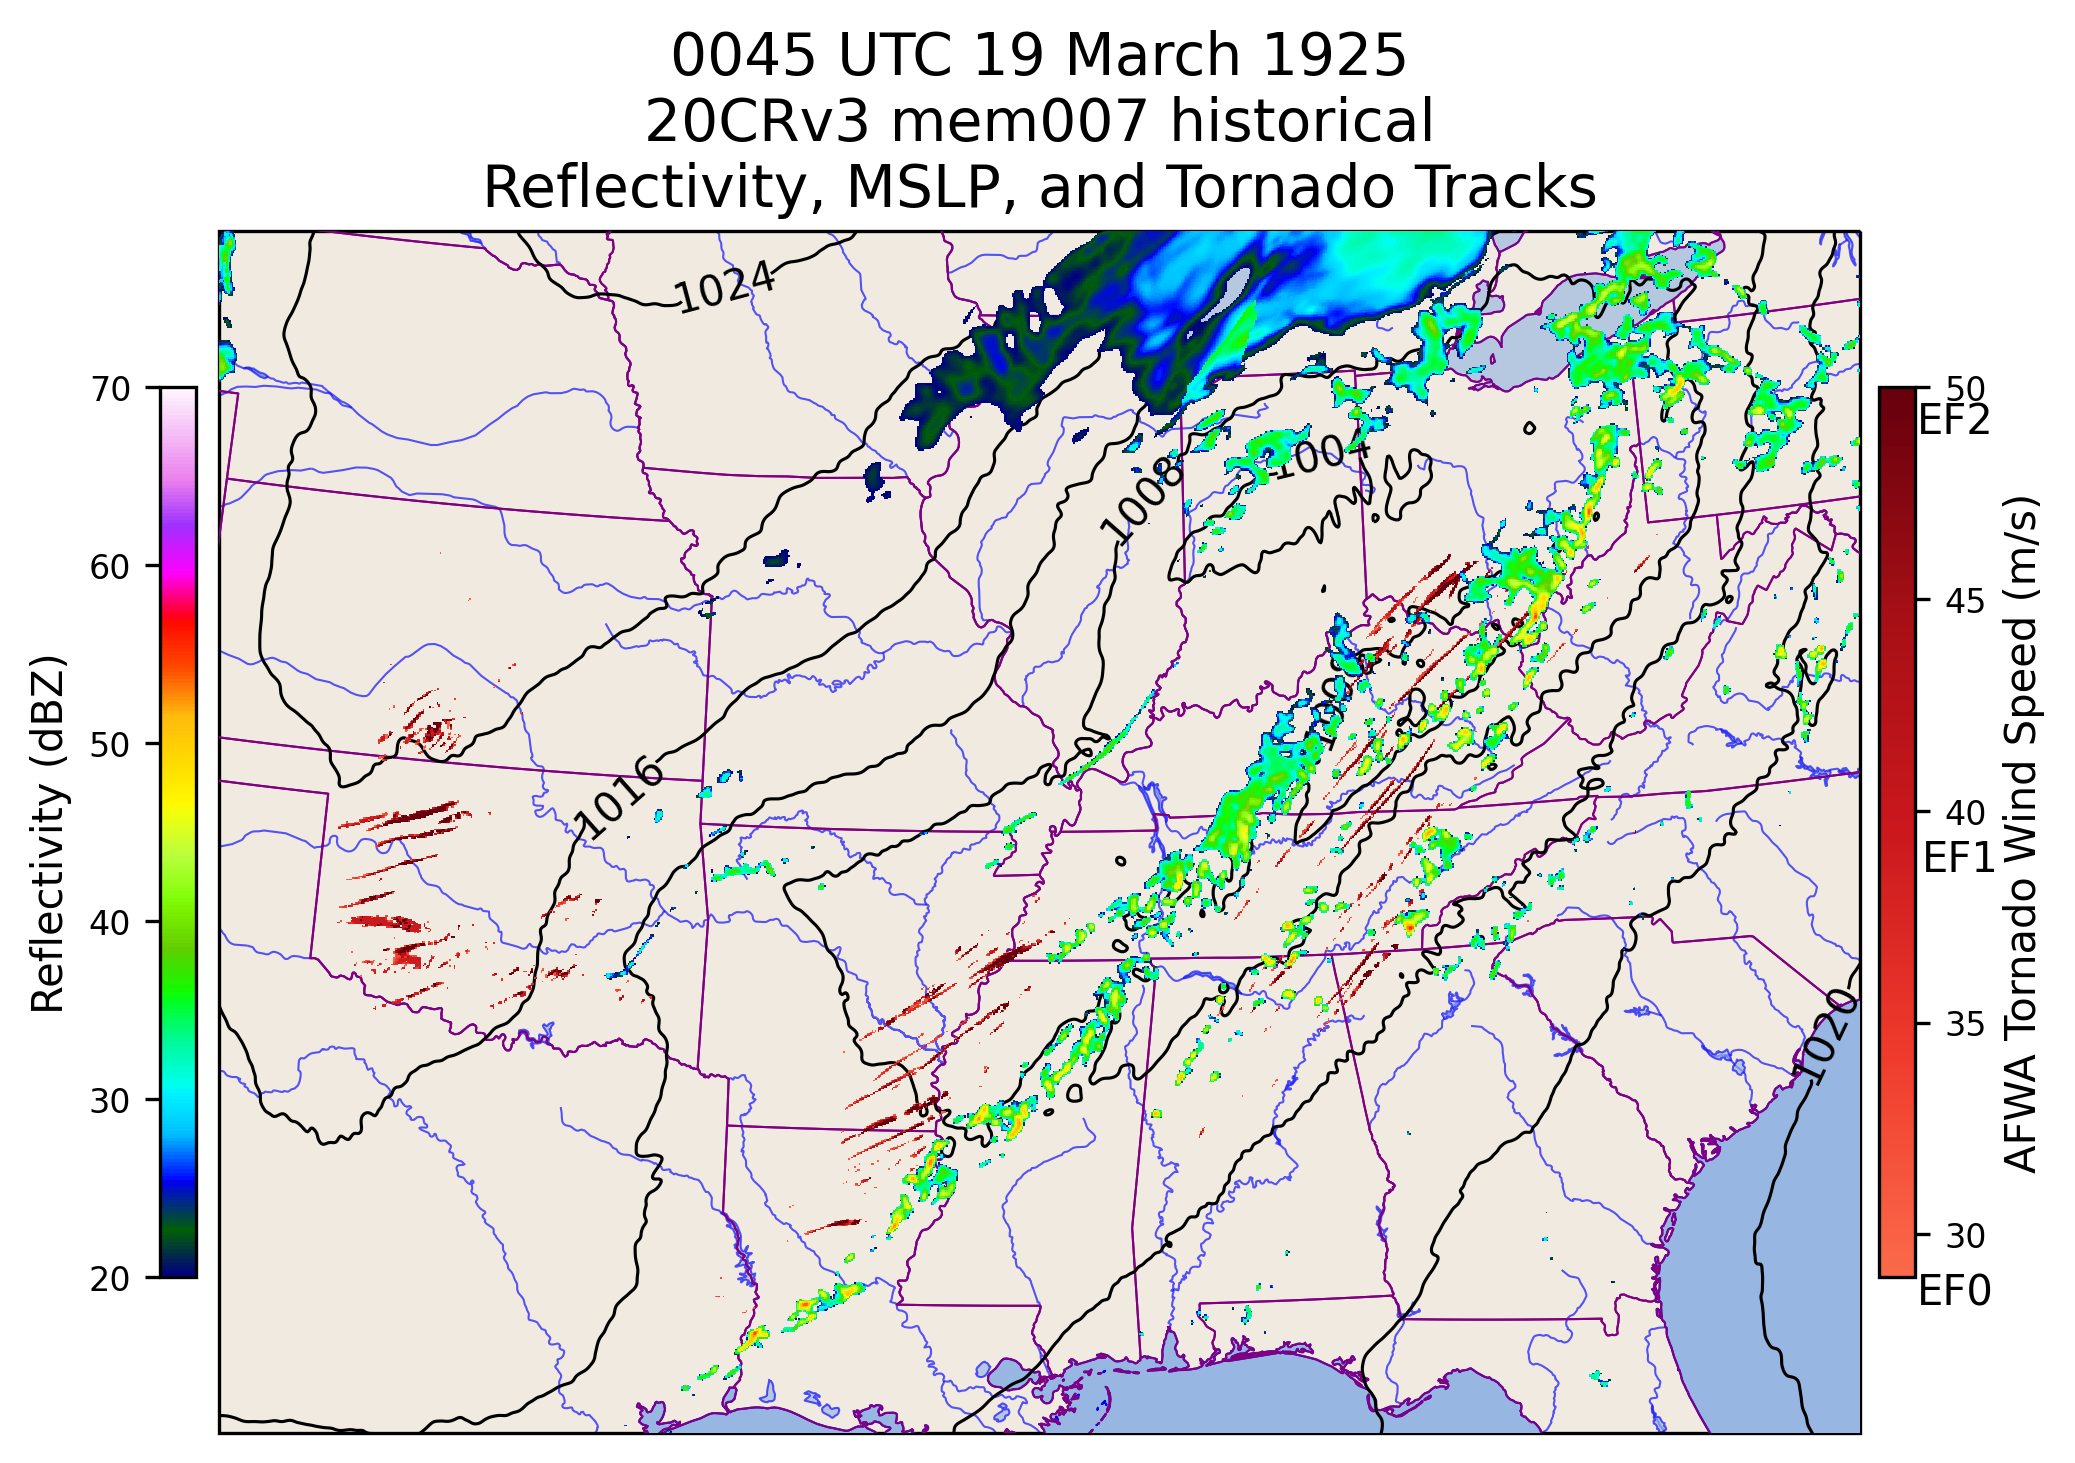 0045 UTC 19 March 1925
20CRv3 mem007 historical
Reflectivity, MSLP, and Tornado Tracks
1024
1004
1008
1016
1020
70
60
50
40
30
20
Reflectivity (dBZ)
50
EF2
45
40
EF1
35
30
EF0
AFWA Tornado Wind Speed (m/s)